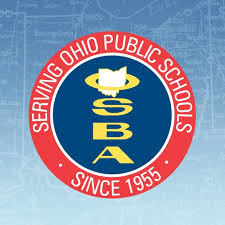 SERVING OHIO PUBLIC SCHOOLS
OSBA
• SINCE 1955 •